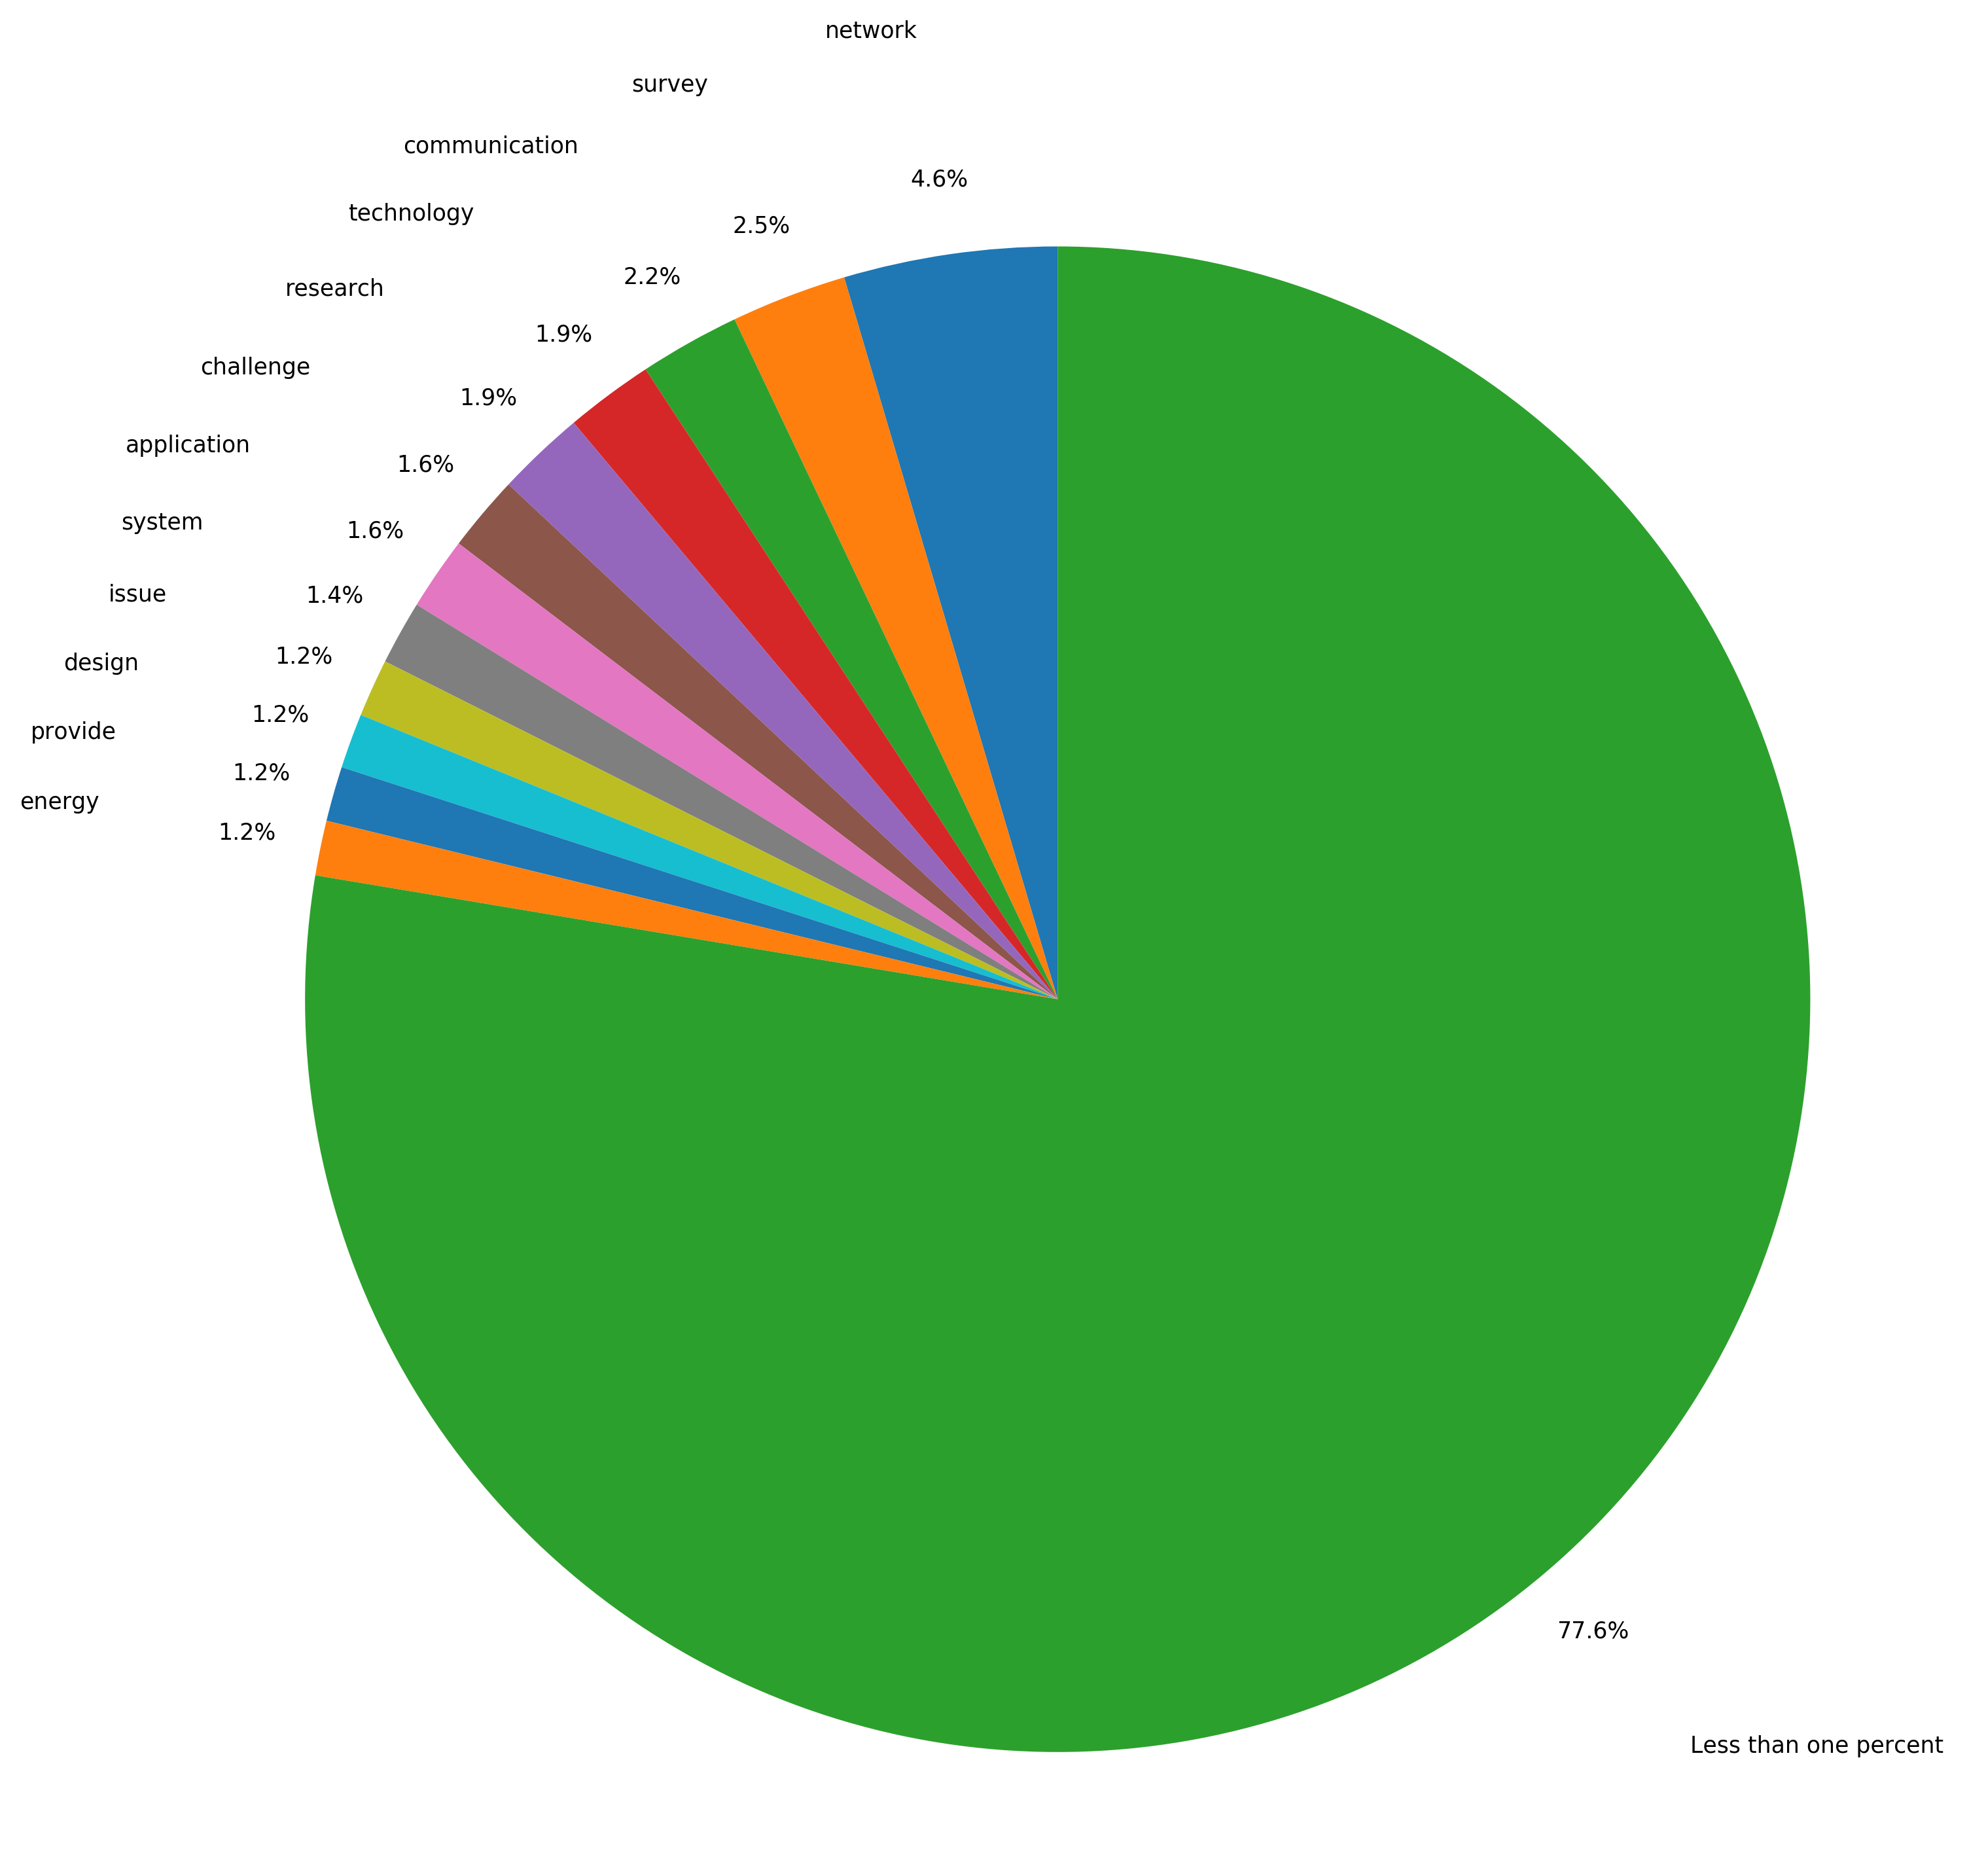 network
survey
communication
4.6%
technology
2.5%
2.2%
research
1.9%
challenge
1.9%
application
1.6%
system
1.6%
issue
1.4%
design
1.2%
1.2%
provide
1.2%
energy
1.2%
77.6%
Less than one percent